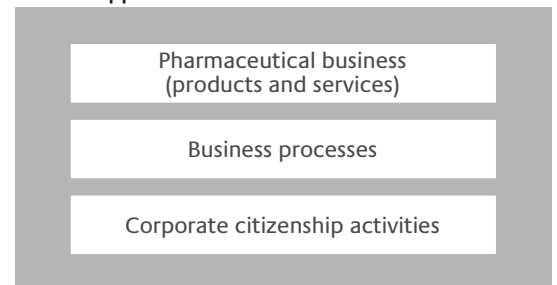 Pharmaceutical business
(products and services)
Business processes
Corporate citizenship activities